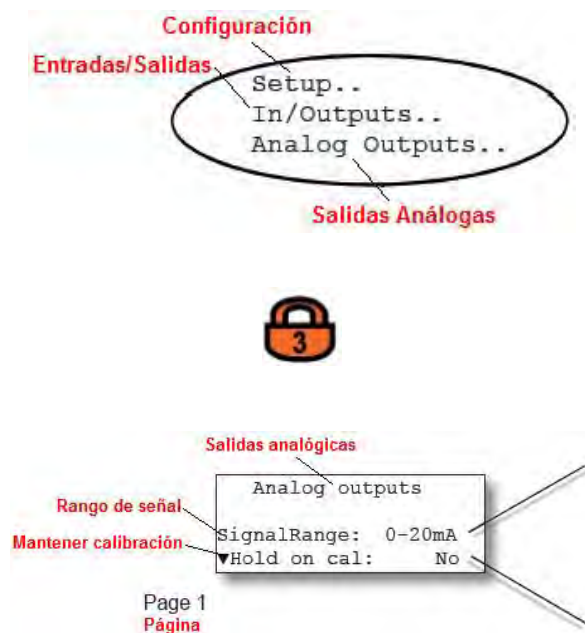 Configuración
Entradas/Salidas
Setup..
In/Outputs..
Analog Outputs..
Salidas Análogas
3
Salidas analógicas
Analog outputs
Rango de señal
SignalRange: 0-20mA
Mantener calibración
▼Hold on cal: No
Page 1
Página